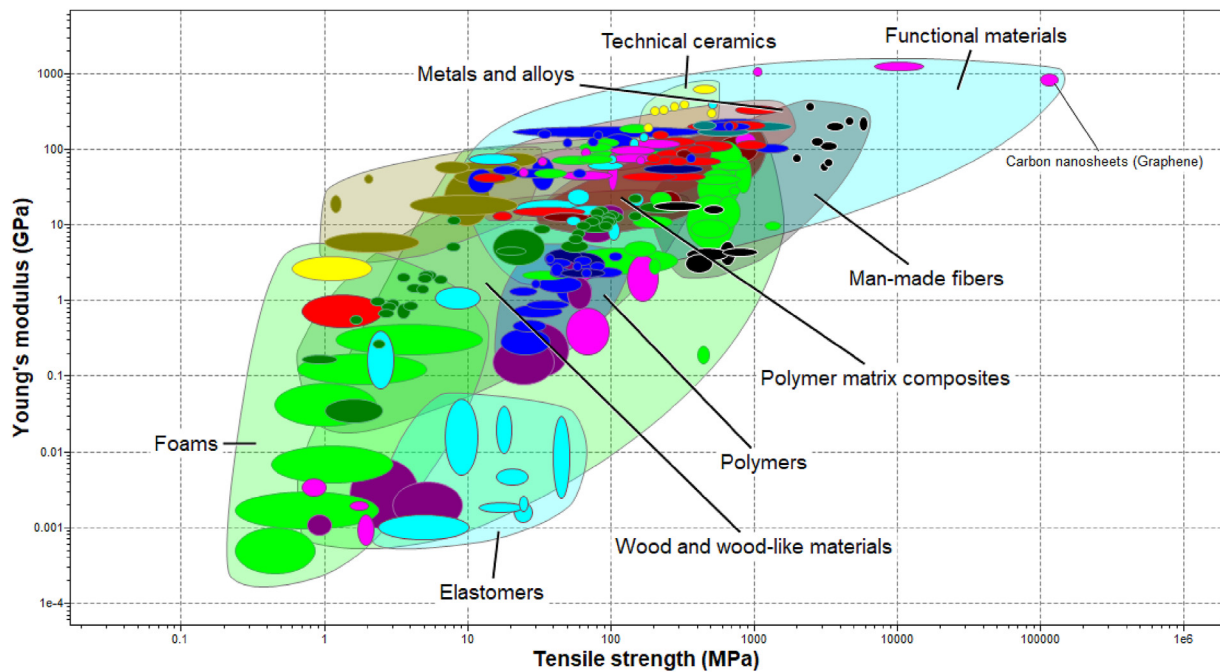 Technical ceramics
Functional materials
Metals and alloys
Carbon nanosheets (Graphene)
Man-made fibers
Polymer matrix composites
Foams
Polymers
Wood and wood-like materials
Elastomers
Young's modulus (GPa)
1000
100
10
1
0.1
0.01
0.001
1e-4
0.1
1
10
100
1000
10000
100000
1e6
Tensile strength (MPa)